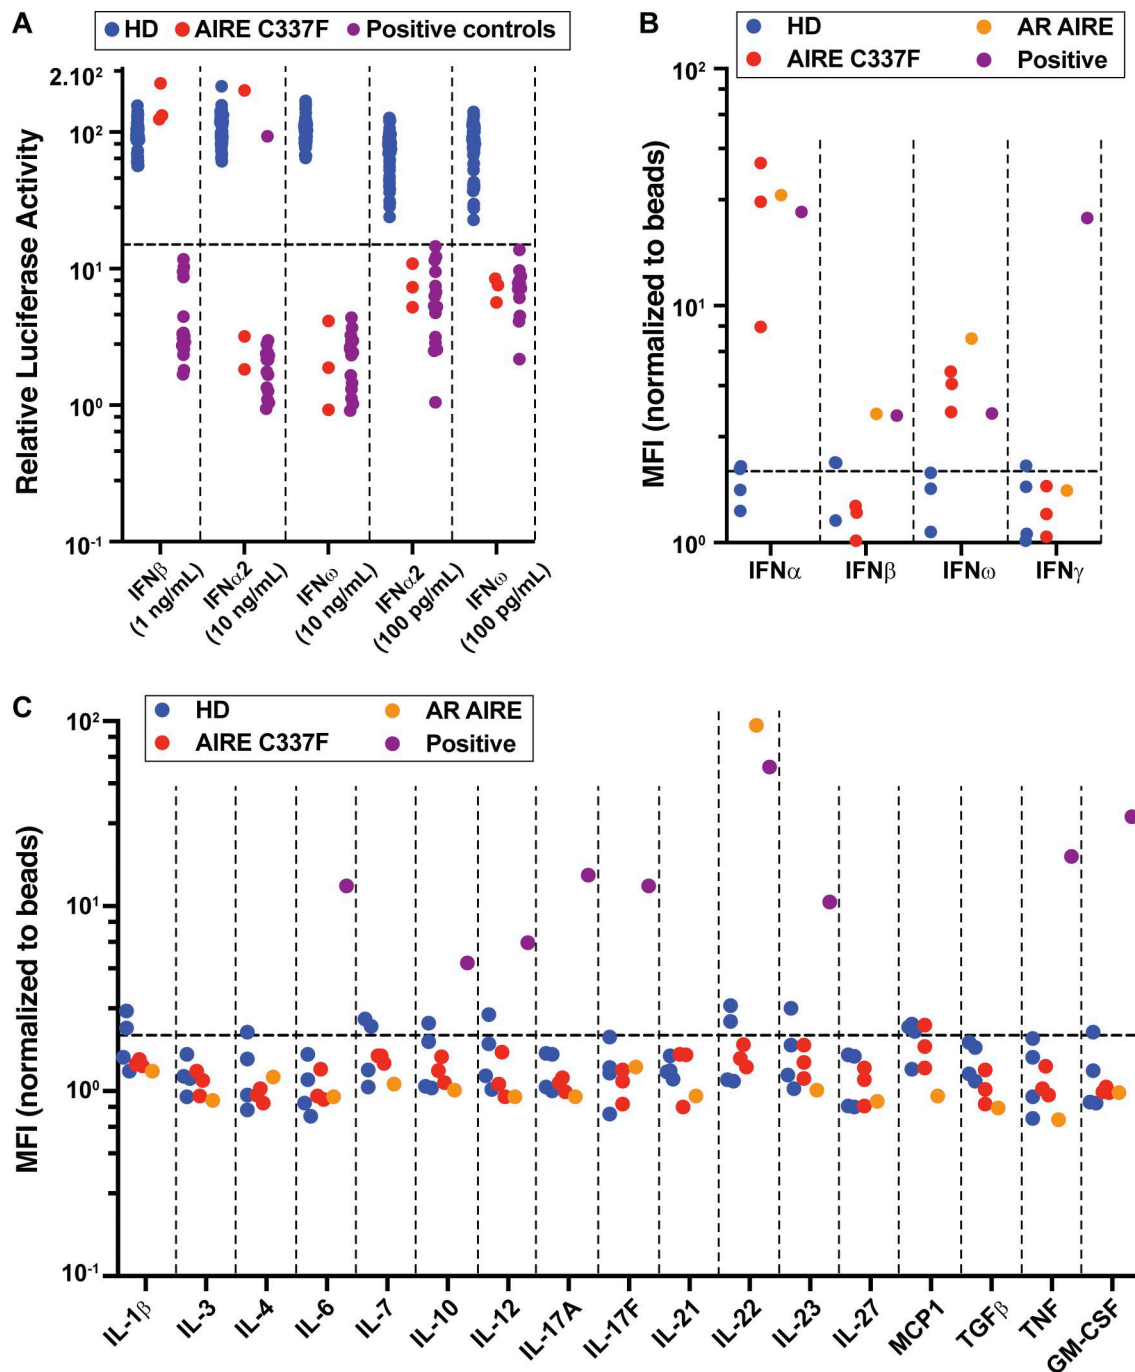 A
HD AIRE C337F Positive controls
Relative Luciferase Activity
2.10²
10²
10¹
10⁰
10⁻¹
IFNβ
(1 ng/mL)
IFNα2
(10 ng/mL)
IFNω
(10 ng/mL)
IFNα2
(100 pg/mL)
IFNω
(100 pg/mL)
B
HD AR AIRE
AIRE C337F Positive
MFI (normalized to beads)
10²
10¹
10⁰
IFNα IFNβ IFNω IFNγ
C
HD AR AIRE
AIRE C337F Positive
MFI (normalized to beads)
10²
10¹
10⁰
10⁻¹
IL-1β IL-3 IL-4 IL-6 IL-7 IL-10 IL-12 IL-17A IL-17F IL-21 IL-22 IL-23 IL-27 MCP1 TGFβ TNF GM-CSF